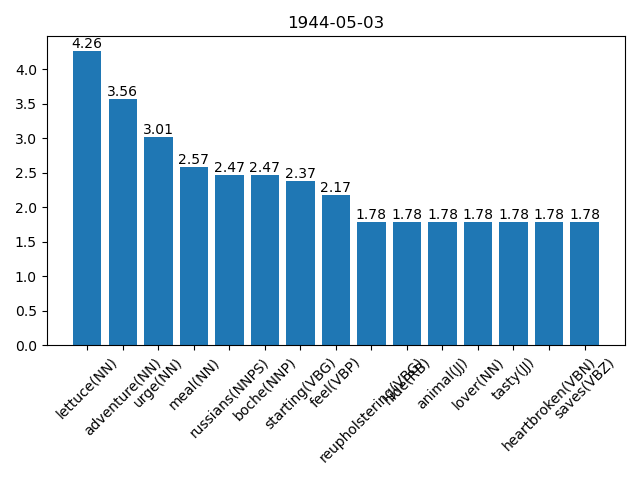 1944-05-03
4.26
3.56
3.01
2.57
2.47
2.47
2.37
2.17
1.78
1.78
1.78
1.78
1.78
1.78
1.78
4.0
3.5
3.0
2.5
2.0
1.5
1.0
0.5
0.0
lettuce(NN)
adventure(NN)
urge(NN)
meal(NN)
russians(NNPS)
boche(NNP)
starting(VBG)
feel(VBP)
reupholstering(VBG)
animal(JJ)
lover(NN)
tasty(JJ)
heartbroken(VBN)
saves(VBZ)